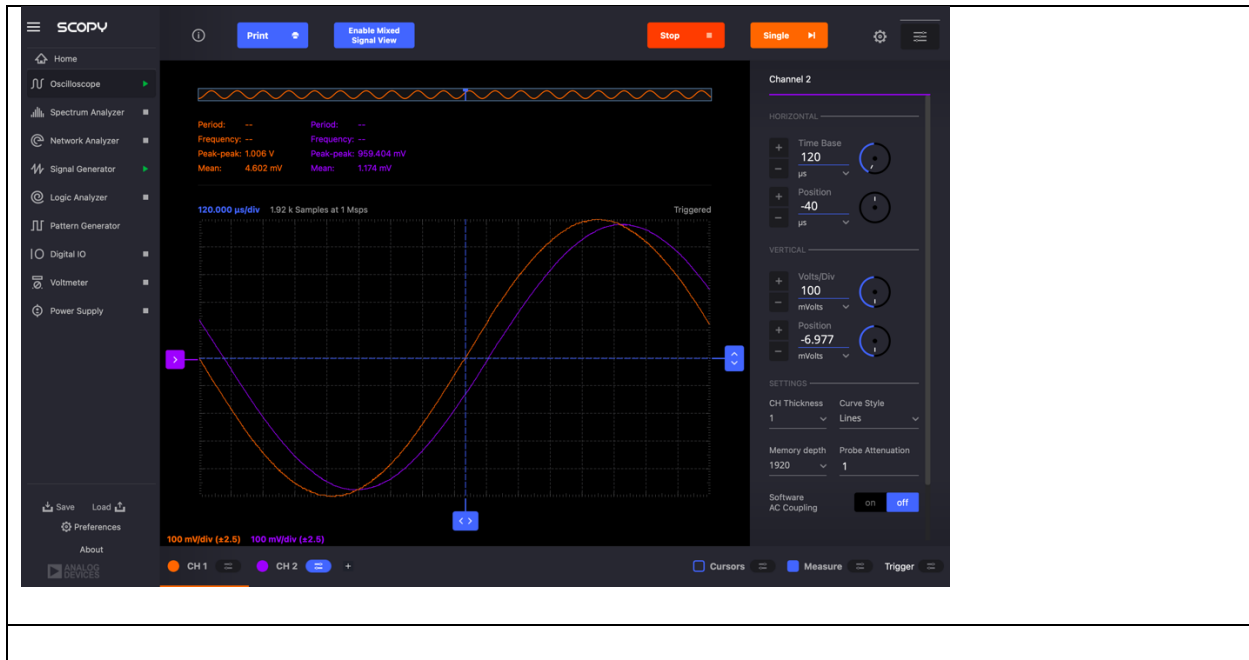 SCOPY
Home
Oscilloscope
Spectrum Analyzer
Network Analyzer
Signal Generator
Logic Analyzer
Pattern Generator
Digital IO
Voltmeter
Power Supply
Save Load
Preferences
About
ANALOG
DEVICES
Print
Enable Mixed
Signal View
Stop
Single
Period: -- Period: --
Frequency: -- Frequency: --
Peak-peak: 1.006 V Peak-peak: 959.404 mV
Mean: 4.602 mV Mean: 1.174 mV
120.000 µs/div 1.92 k Samples at 1 Msps Triggered
100 mV/div (±2.5) 100 mV/div (±2.5)
CH 1 CH 2 + Cursors Measure Trigger
Channel 2
HORIZONTAL
Time Base
+ 120
- µs
Position
+ -40
- µs
VERTICAL
Volts/Div
+ 100
- mVolts
Position
+ -6.977
- mVolts
SETTINGS
CH Thickness Curve Style
1 Lines
Memory depth Probe Attenuation
1920 1
Software
AC Coupling on off